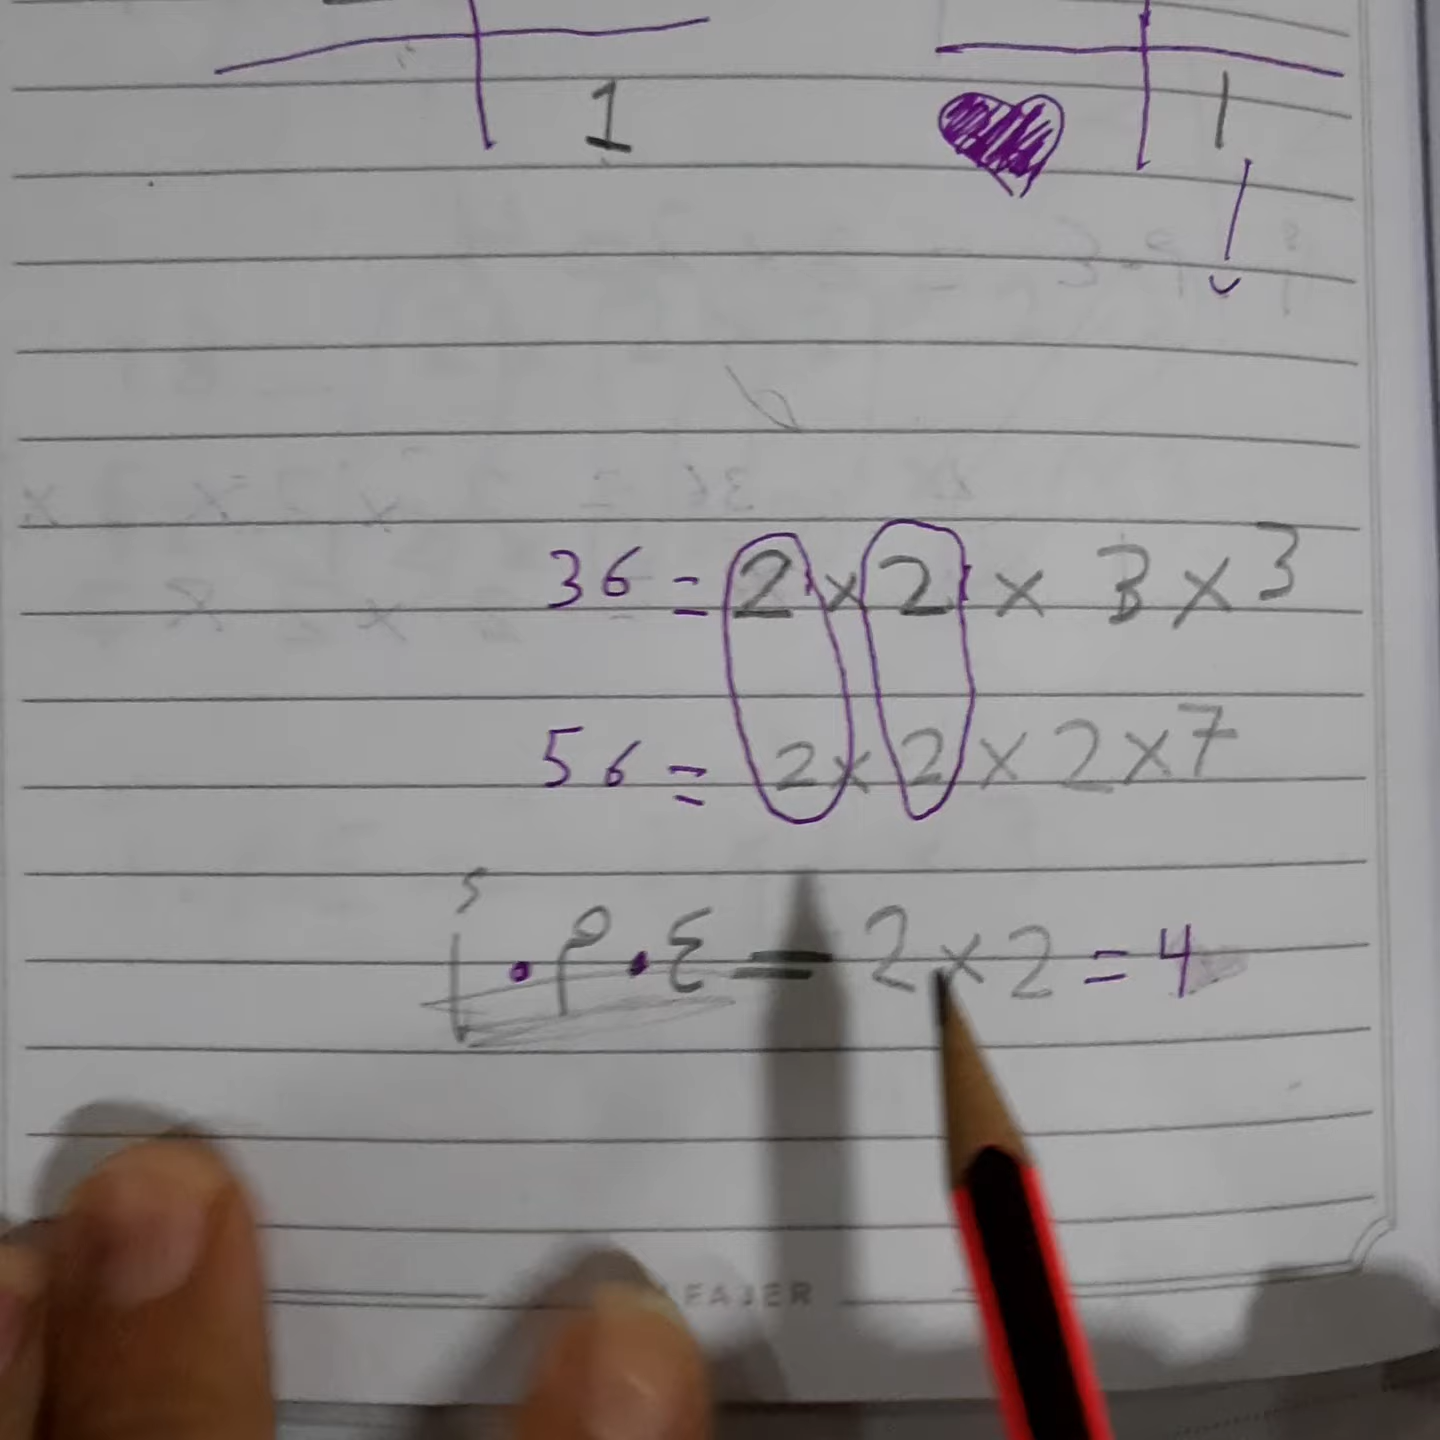 1 1
36 = 2 × 2 × 3 × 3
56 = 2 × 2 × 2 × 7
أ . م . ع = 2 × 2 = 4